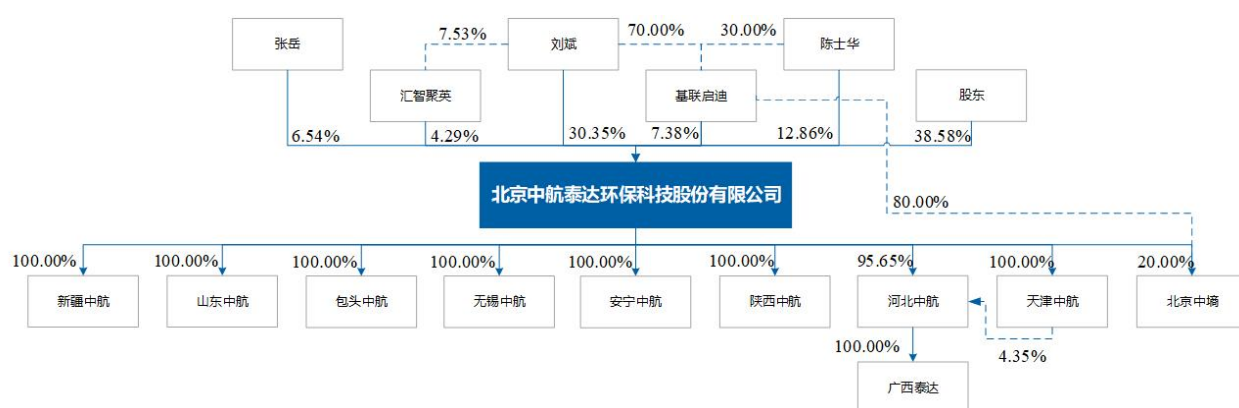 张岳
7.53%
刘斌
70.00%
30.00%
陈士华
汇智聚英
基联启迪
股东
6.54%
4.29%
30.35%
7.38%
12.86%
38.58%
北京中航泰达环保科技股份有限公司
80.00%
100.00%
100.00%
100.00%
100.00%
100.00%
100.00%
95.65%
100.00%
20.00%
新疆中航
山东中航
包头中航
无锡中航
安宁中航
陕西中航
河北中航
天津中航
北京中墒
100.00%
4.35%
广西泰达